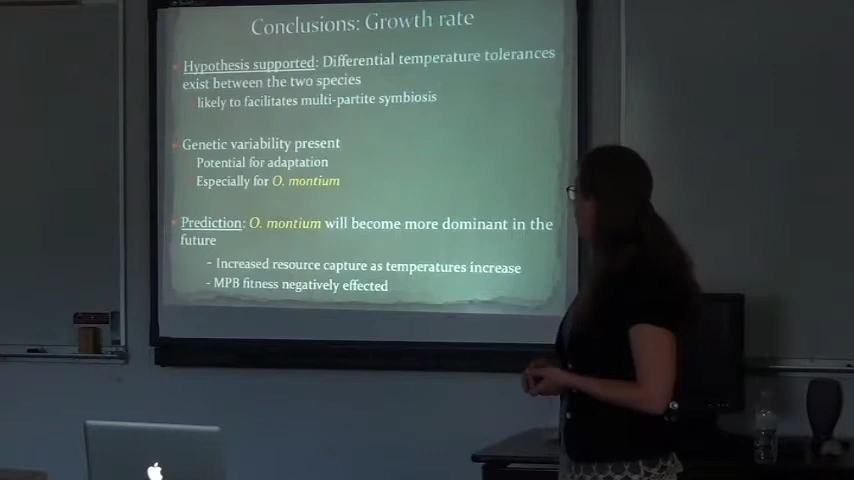 Conclusions: Growth rate
Hypothesis supported: Differential temperature tolerances
exist between the two species
likely to facilitates multi-partite symbiosis
Genetic variability present
Potential for adaptation
Especially for O. montium
Prediction: O. montium will become more dominant in the
future
- Increased resource capture as temperatures increase
- MPB fitness negatively effected